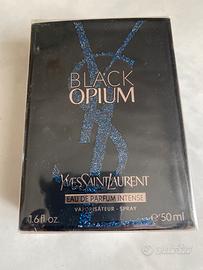 BLACK
OPIUM
YVESSAINTLAURENT
EAU DE PARFUM INTENSE
VAPORISATEUR - SPRAY
1.6 fl.oz. e 50 ml